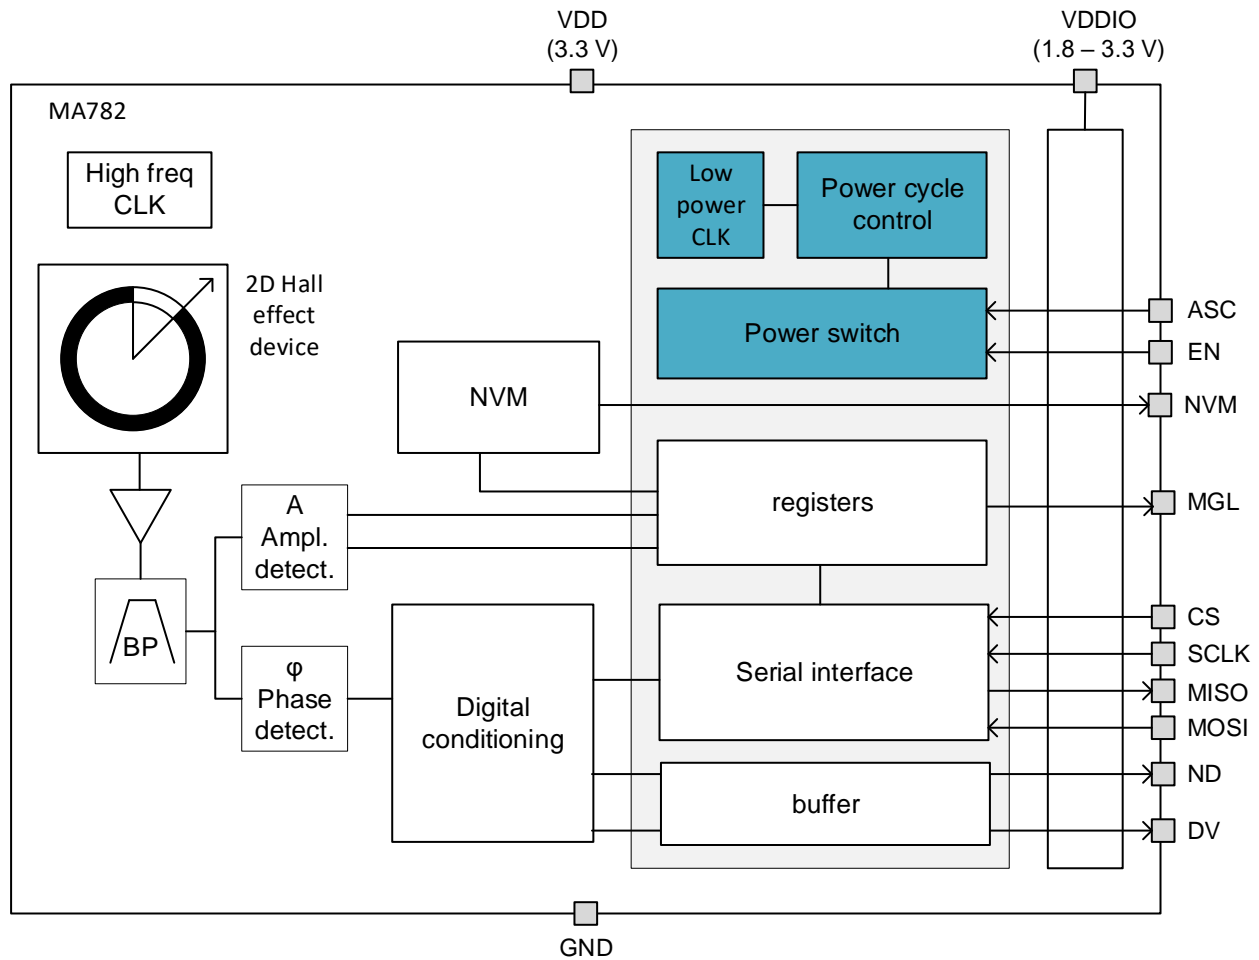 VDD
(3.3 V)
VDDIO
(1.8 – 3.3 V)
MA782
High freq
CLK
Low
power
CLK
Power cycle
control
2D Hall
effect
device
Power switch
ASC
EN
NVM
NVM
registers
MGL
A
Ampl.
detect.
BP
φ
Phase
detect.
Digital
conditioning
Serial interface
CS
SCLK
MISO
MOSI
buffer
ND
DV
GND